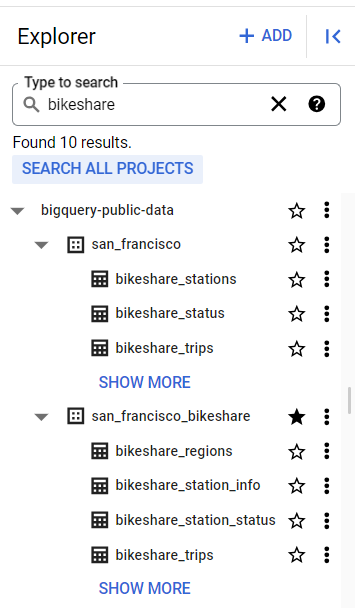 Explorer
+ ADD
Type to search
bikeshare
Found 10 results.
SEARCH ALL PROJECTS
bigquery-public-data
san_francisco
bikeshare_stations
bikeshare_status
bikeshare_trips
SHOW MORE
san_francisco_bikeshare
bikeshare_regions
bikeshare_station_info
bikeshare_station_status
bikeshare_trips
SHOW MORE